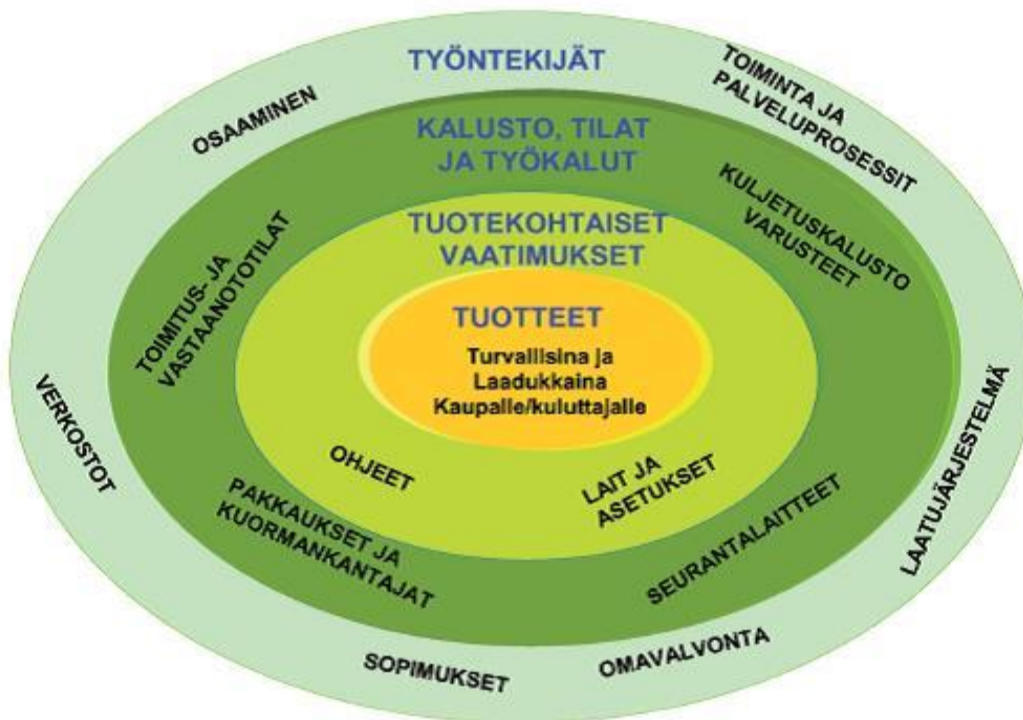 TYÖNTEKIJÄT
OSAAMINEN
TOIMINTA JA
PALVELUPROSESSIT
KALUSTO, TILAT
JA TYÖKALUT
KULJETUSKALUSTO
VARUSTEET
TOIMITUS- JA
VASTAANOTOTILAT
TUOTEKOHTAISET
VAATIMUKSET
TUOTTEET
Turvallisina ja
Laadukkaina
Kaupalle/kuluttajalle
VERKOSTOT
OHJEET
LAIT JA
ASETUKSET
LAATUJÄRJESTELMÄ
PAKKAUKSET JA
KUORMANKANTAJAT
SEURANTALAITTEET
SOPIMUKSET
OMAVALVONTA